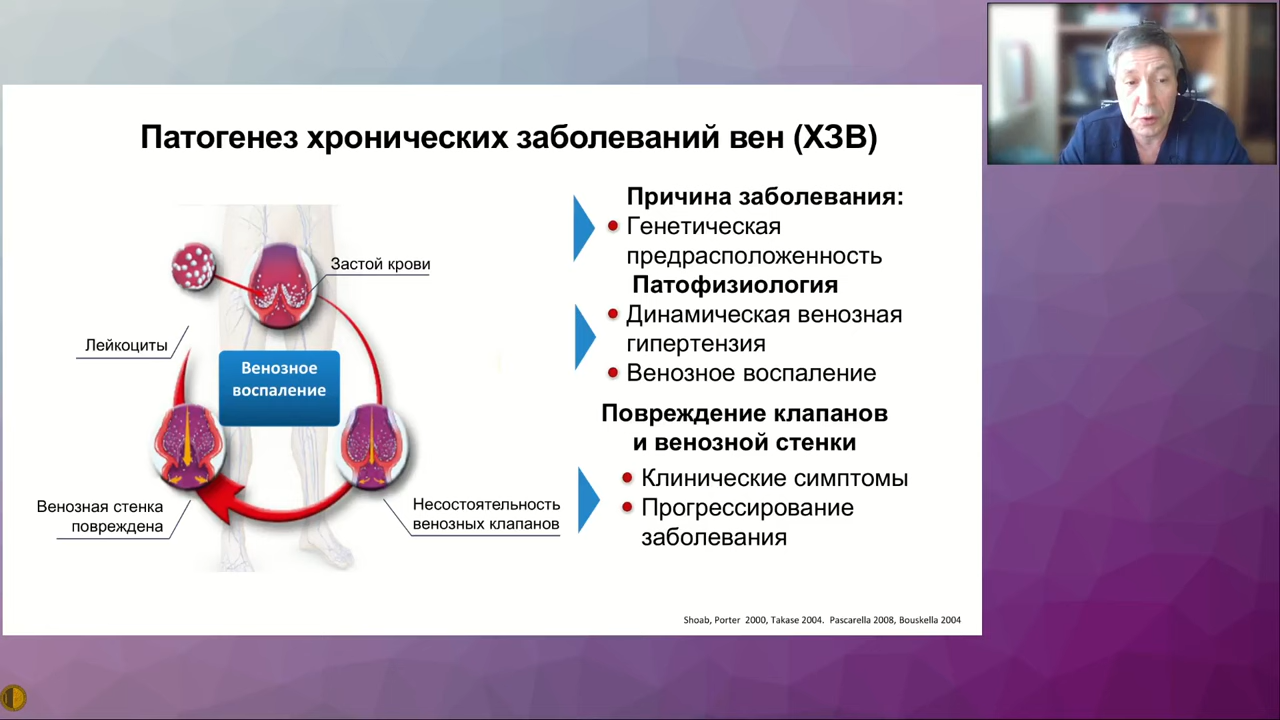 Патогенез хронических заболеваний вен (ХЗВ)
Застой крови
Лейкоциты
Венозное
воспаление
Венозная стенка
повреждена
Несостоятельность
венозных клапанов
Причина заболевания:
Генетическая
предрасположенность
Патофизиология
Динамическая венозная
гипертензия
Венозное воспаление
Повреждение клапанов
и венозной стенки
Клинические симптомы
Прогрессирование
заболевания
Shoab, Porter 2000, Takase 2004. Pascarella 2008, Bouskella 2004